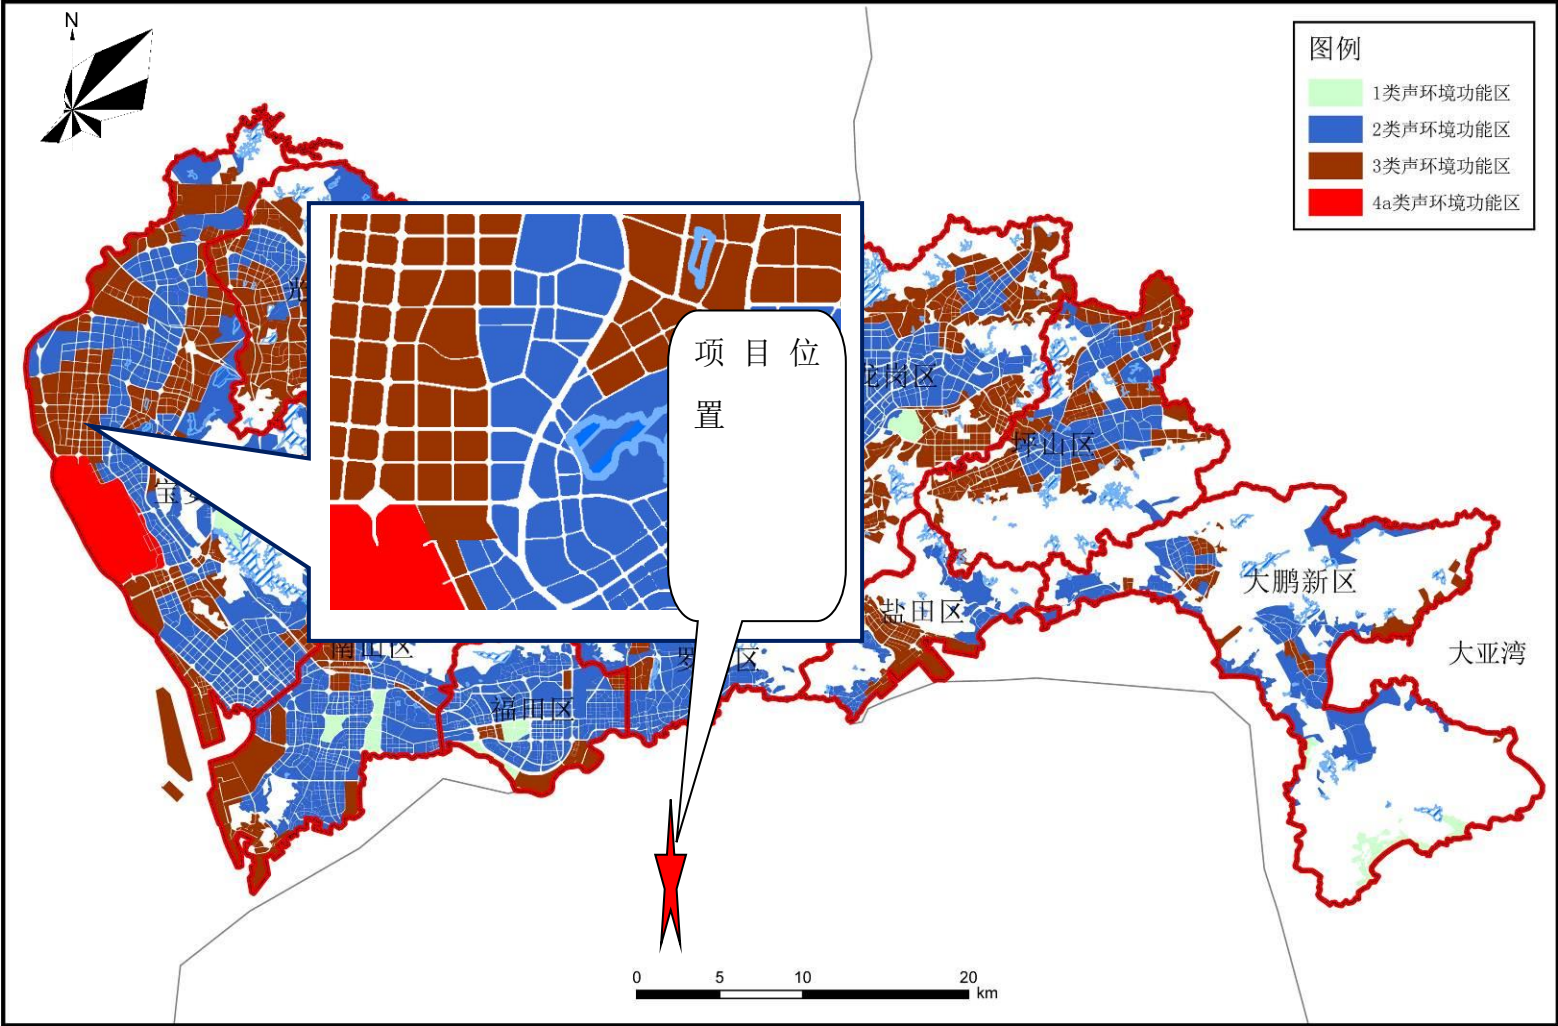 N
图例
1类声环境功能区
2类声环境功能区
3类声环境功能区
4a类声环境功能区
项目位
置
龙岗区
坪山区
大鹏新区
盐田区
大亚湾
南山区
福田区
0 5 10 20
km